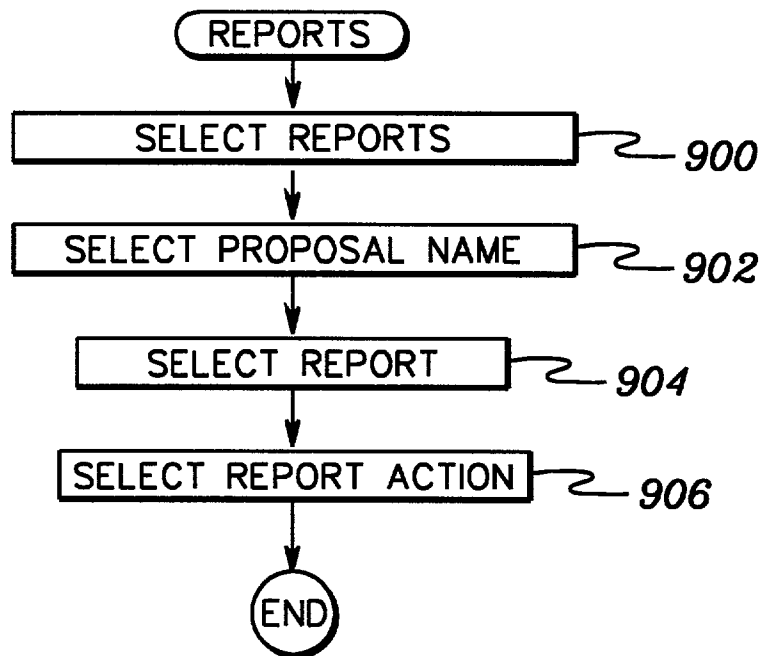 REPORTS
SELECT REPORTS
900
SELECT PROPOSAL NAME
902
SELECT REPORT
904
SELECT REPORT ACTION
906
END